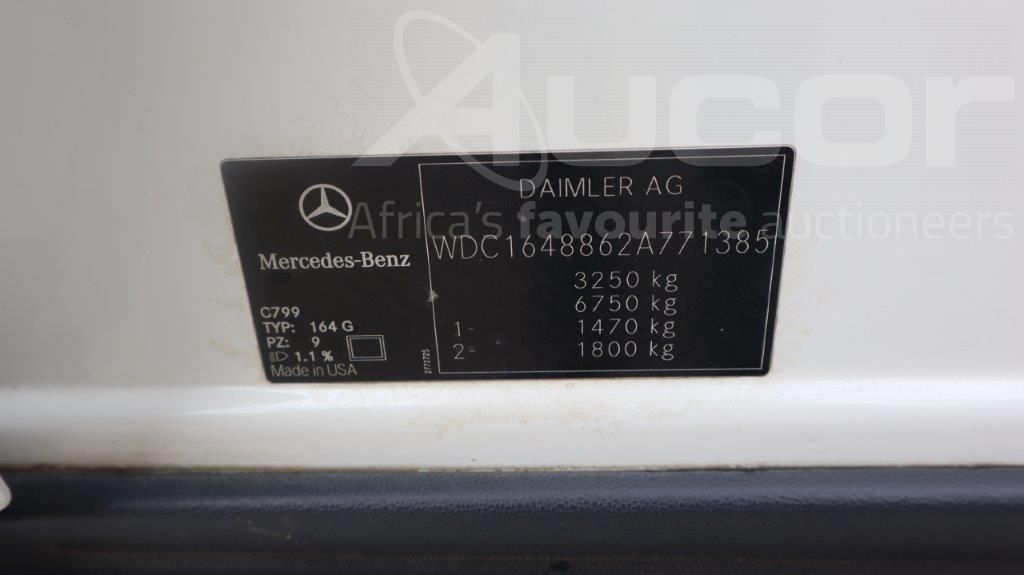 Aucor
Africa's favourite auctioneers
Mercedes-Benz
C799
TYP: 164 G
PZ: 9
1.1 %
Made in USA
2773725
DAIMLER AG
WDC1648862A771385
3250 kg
6750 kg
1- 1470 kg
2- 1800 kg